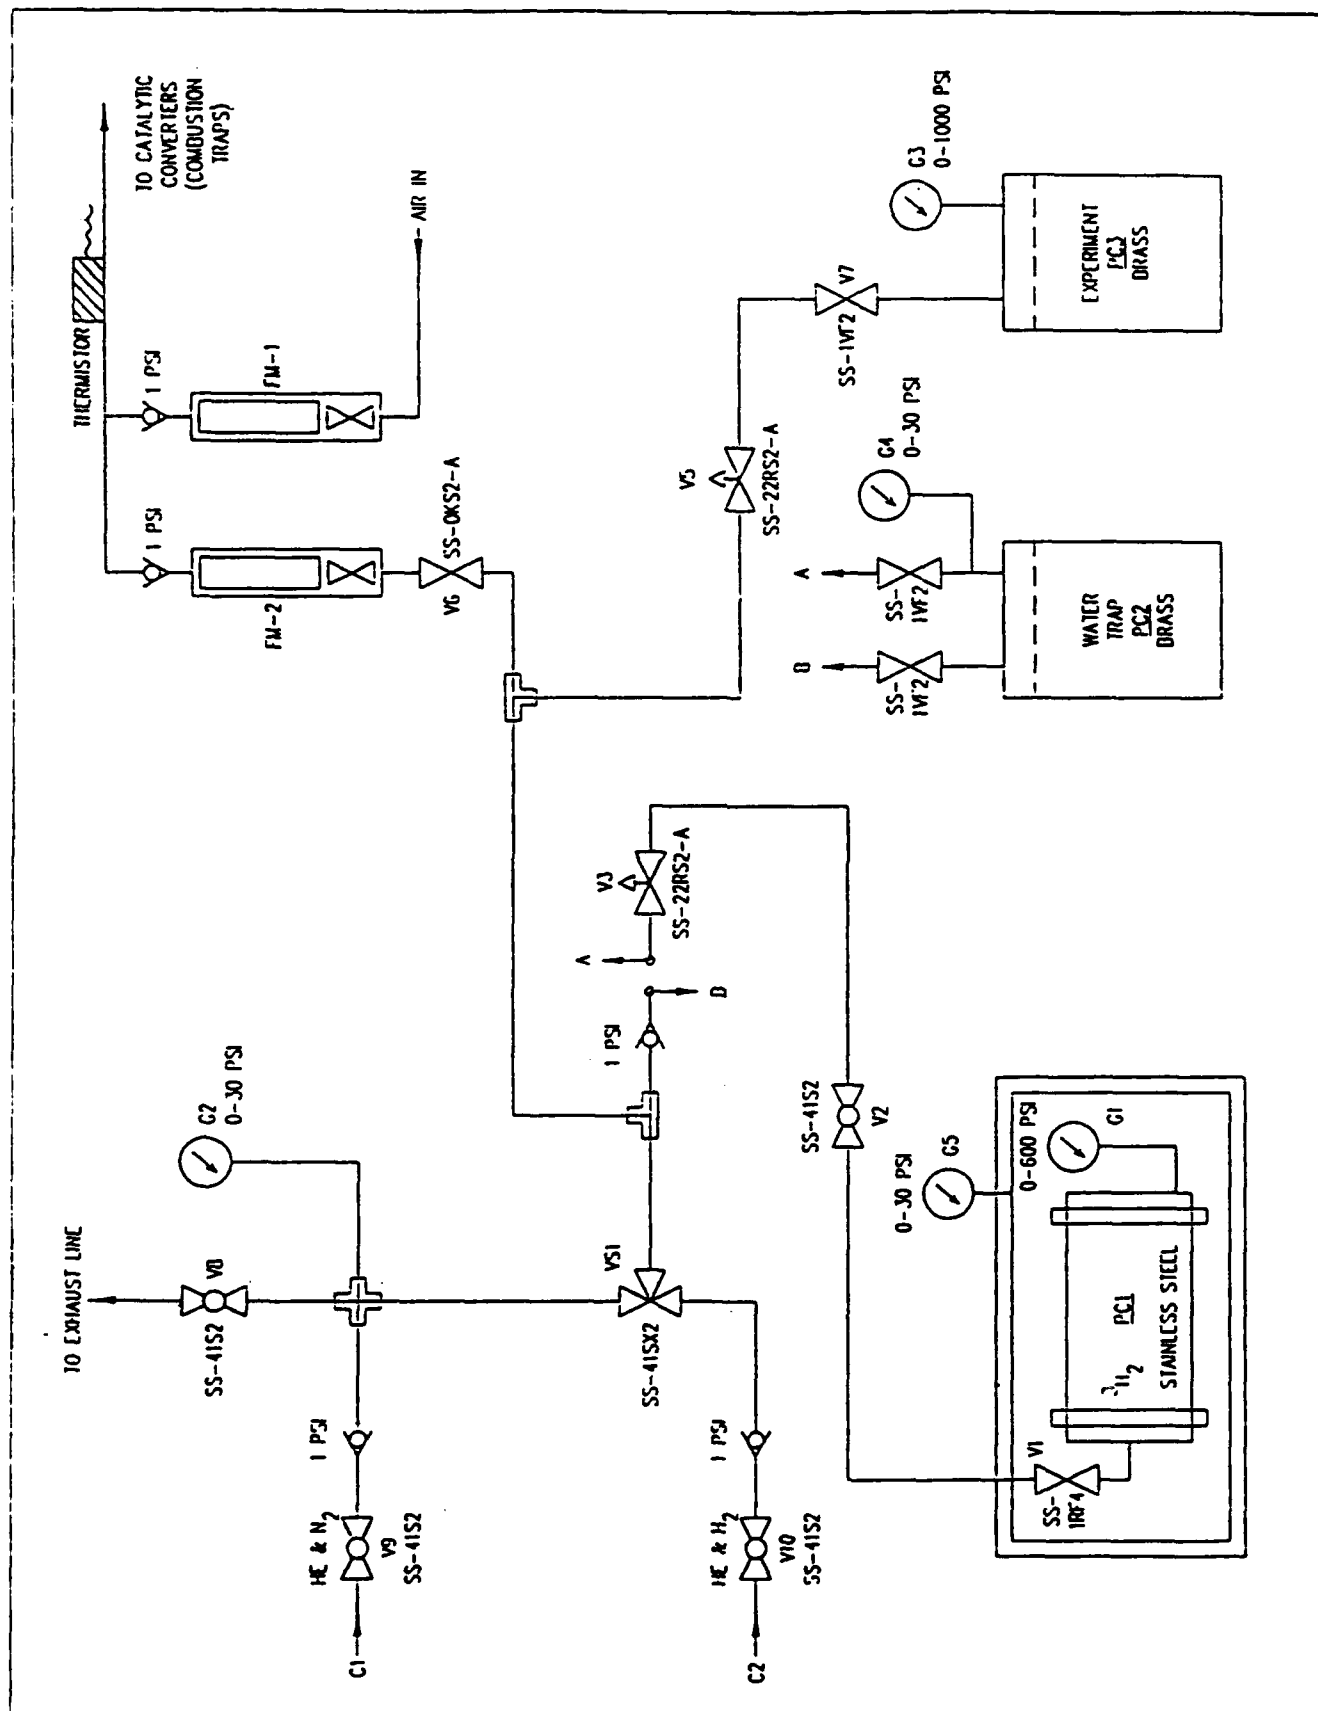 TO CATALYTIC
CONVERTERS
(COMBUSTION
TRAPS)
THERMISTOR
1 PSI
FM-1
AIR IN
1 PSI
FM-2
V6
SS-OKS2-A
G3
0-1000 PSI
V7
SS-1VF2
EXPERIMENT
PC3
BRASS
V5
SS-22RS2-A
G4
0-30 PSI
A
SS-
1VF2
B
SS-
1VF2
WATER
TRAP
PC2
BRASS
V3
SS-22RS2-A
A
B
1 PSI
G2
0-30 PSI
TO EXHAUST LINE
V8
SS-41S2
VS1
SS-41SX2
1 PSI
HE & N2
V9
SS-41S2
C1
1 PSI
HE & H2
V10
SS-41S2
C2
SS-41S2
V2
0-30 PSI
G5
0-600 PSI
G1
V1
SS-
1RF4
3H2
PC1
STAINLESS STEEL